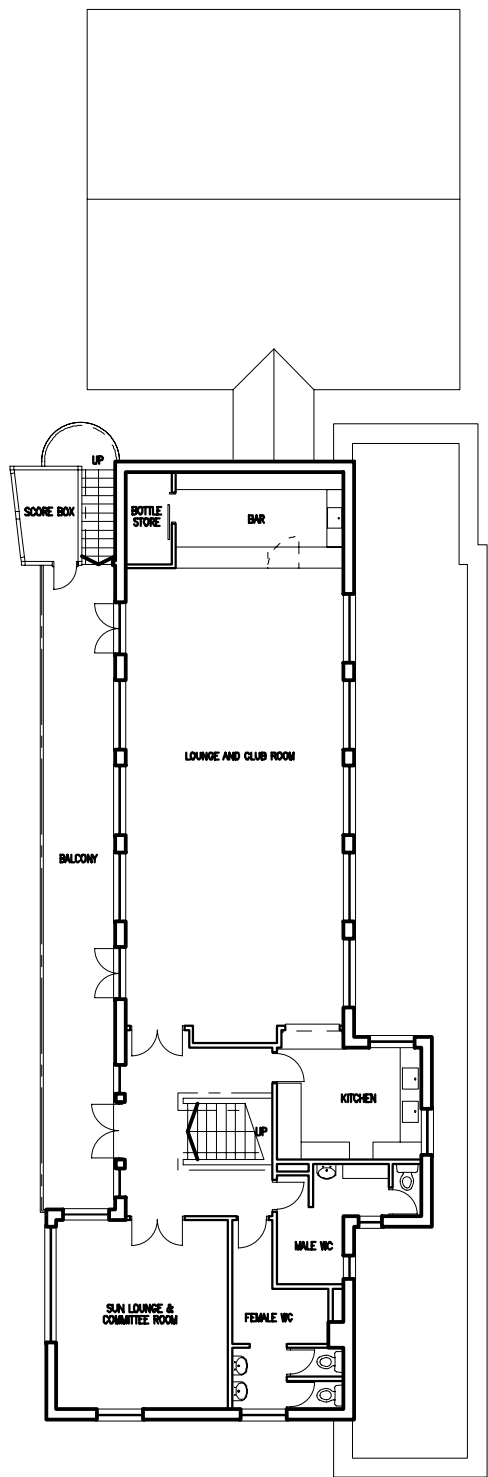 UP
SCORE BOX
BOTTLE
STORE
BAR
LOUNGE AND CLUB ROOM
BALCONY
KITCHEN
UP
MALE WC
SUN LOUNGE &
COMMITTEE ROOM
FEMALE WC